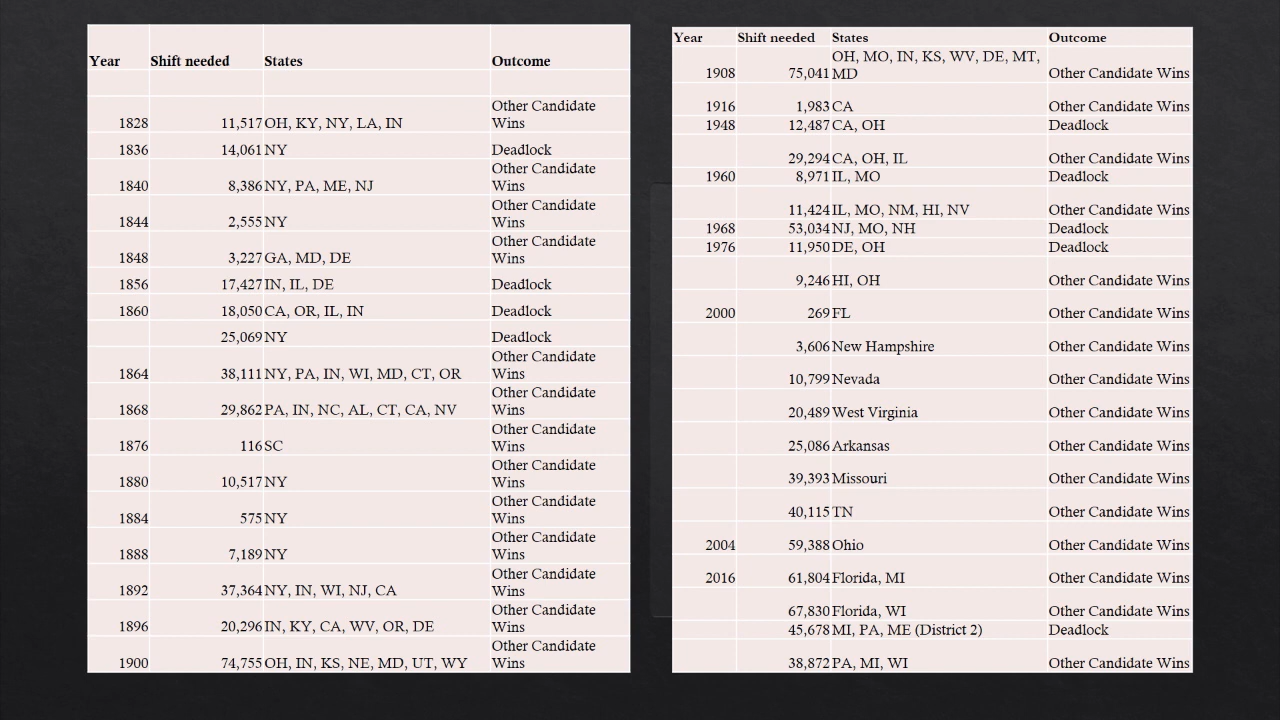 Year Shift needed States Outcome
1828 11,517 OH, KY, NY, LA, IN Other Candidate
Wins
1836 14,061 NY Deadlock
1840 8,386 NY, PA, ME, NJ Other Candidate
Wins
1844 2,555 NY Other Candidate
Wins
1848 3,227 GA, MD, DE Other Candidate
Wins
1856 17,427 IN, IL, DE Deadlock
1860 18,050 CA, OR, IL, IN Deadlock
25,069 NY Deadlock
1864 38,111 NY, PA, IN, WI, MD, CT, OR Other Candidate
Wins
1868 29,862 PA, IN, NC, AL, CT, CA, NV Other Candidate
Wins
1876 116 SC Other Candidate
Wins
1880 10,517 NY Other Candidate
Wins
1884 575 NY Other Candidate
Wins
1888 7,189 NY Other Candidate
Wins
1892 37,364 NY, IN, WI, NJ, CA Other Candidate
Wins
1896 20,296 IN, KY, CA, WV, OR, DE Other Candidate
Wins
1900 74,755 OH, IN, KS, NE, MD, UT, WY Other Candidate
Wins
Year Shift needed States Outcome
OH, MO, IN, KS, WV, DE, MT,
1908 75,041 MD Other Candidate Wins
1916 1,983 CA Other Candidate Wins
1948 12,487 CA, OH Deadlock
29,294 CA, OH, IL Other Candidate Wins
1960 8,971 IL, MO Deadlock
11,424 IL, MO, NM, HI, NV Other Candidate Wins
1968 53,034 NJ, MO, NH Deadlock
1976 11,950 DE, OH Deadlock
9,246 HI, OH Other Candidate Wins
2000 269 FL Other Candidate Wins
3,606 New Hampshire Other Candidate Wins
10,799 Nevada Other Candidate Wins
20,489 West Virginia Other Candidate Wins
25,086 Arkansas Other Candidate Wins
39,393 Missouri Other Candidate Wins
40,115 TN Other Candidate Wins
2004 59,388 Ohio Other Candidate Wins
2016 61,804 Florida, MI Other Candidate Wins
67,830 Florida, WI Other Candidate Wins
45,678 MI, PA, ME (District 2) Deadlock
38,872 PA, MI, WI Other Candidate Wins